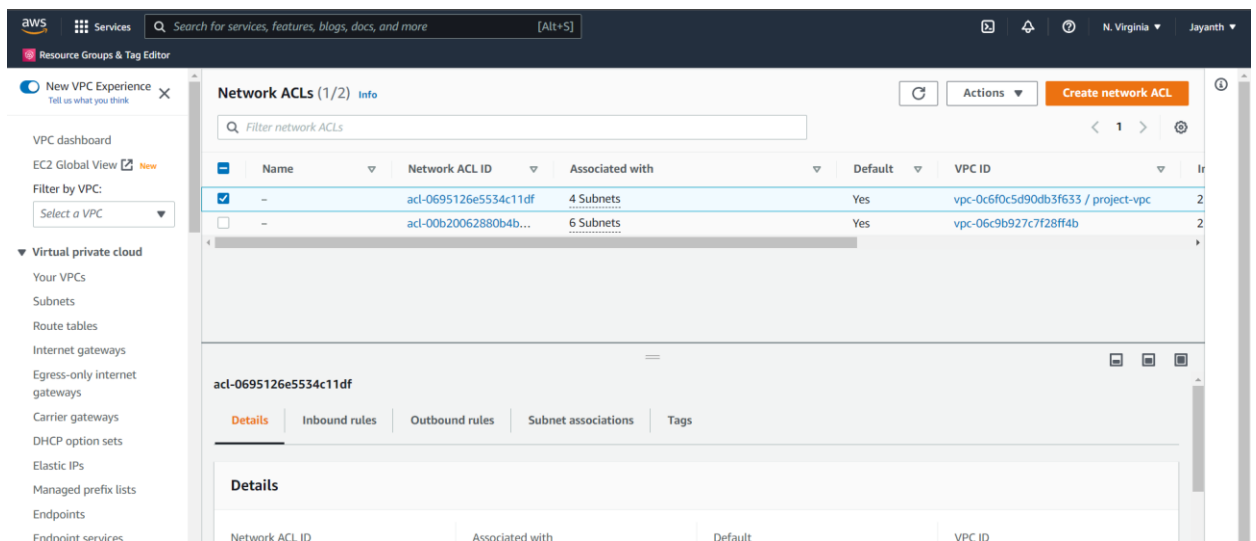 aws Services Search for services, features, blogs, docs, and more [Alt+S] N. Virginia ▼ Jayanth ▼
Resource Groups & Tag Editor
New VPC Experience
Tell us what you think
VPC dashboard
EC2 Global View New
Filter by VPC:
Select a VPC
Virtual private cloud
Your VPCs
Subnets
Route tables
Internet gateways
Egress-only internet
gateways
Carrier gateways
DHCP option sets
Elastic IPs
Managed prefix lists
Endpoints
Endpoint services
Network ACLs (1/2) Info
Actions ▼ Create network ACL
Filter network ACLs
< 1 >
Name Network ACL ID Associated with Default VPC ID
– acl-0695126e5534c11df 4 Subnets Yes vpc-0c6f0c5d90db3f633 / project-vpc 2
– acl-00b20062880b4b... 6 Subnets Yes vpc-06c9b927c7f28ff4b 2
acl-0695126e5534c11df
Details Inbound rules Outbound rules Subnet associations Tags
Details
Network ACL ID Associated with Default VPC ID